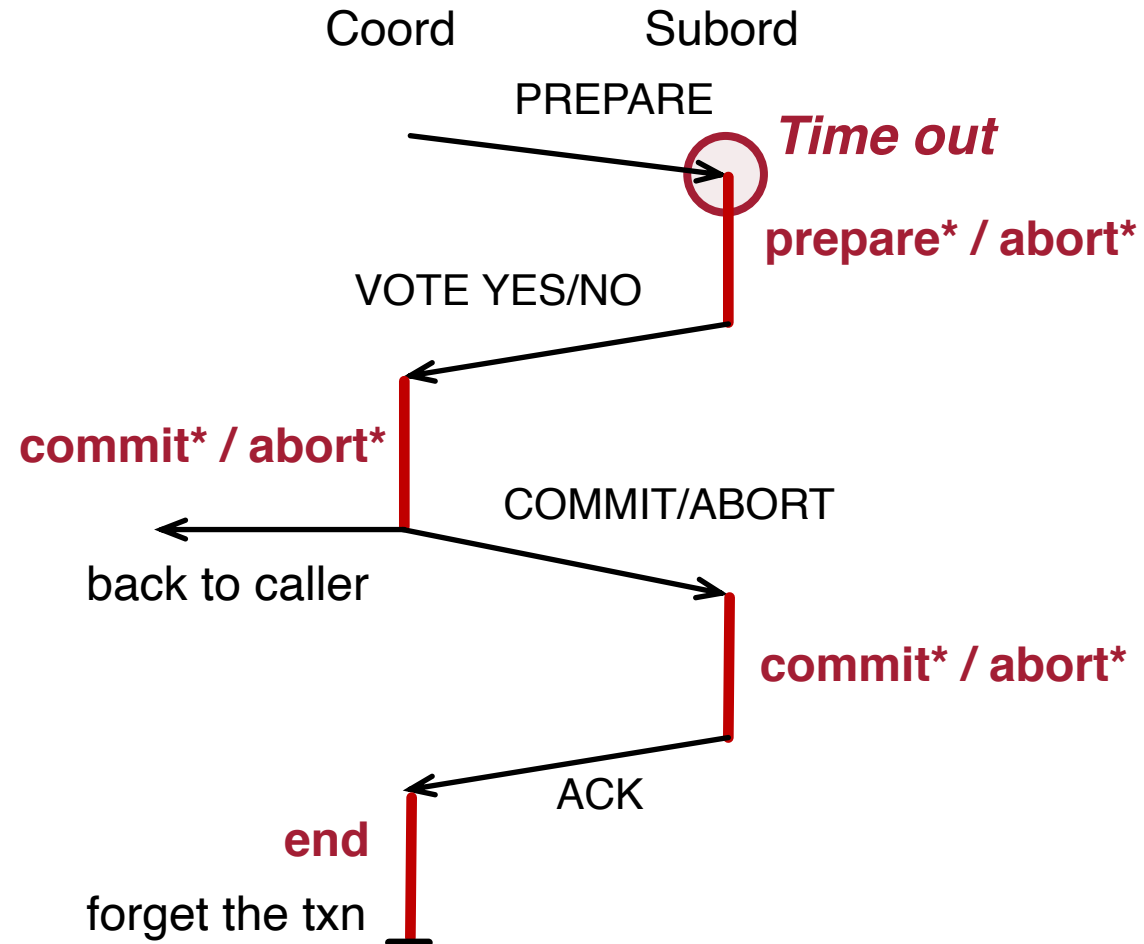 Coord
Subord
PREPARE
Time out
prepare* / abort*
VOTE YES/NO
commit* / abort*
COMMIT/ABORT
back to caller
commit* / abort*
ACK
end
forget the txn